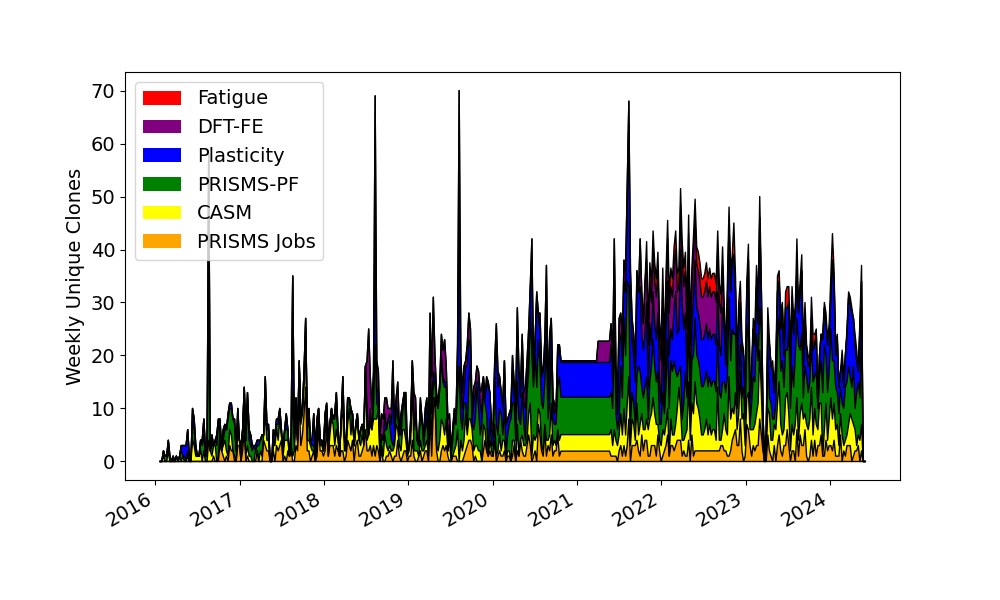 70
60
50
40
30
20
10
0
Weekly Unique Clones
Fatigue
DFT-FE
Plasticity
PRISMS-PF
CASM
PRISMS Jobs
2016
2017
2018
2019
2020
2021
2022
2023
2024